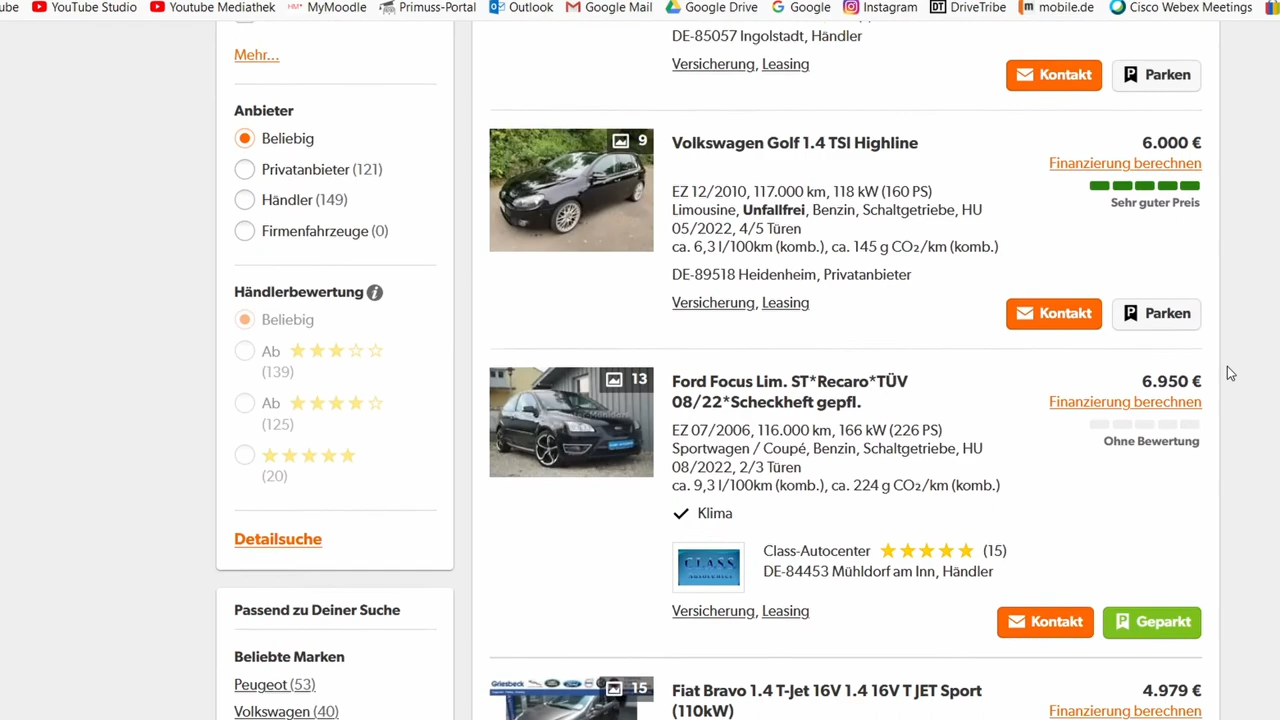 ube YouTube Studio Youtube Mediathek MyMoodle Primuss-Portal Outlook Google Mail Google Drive Google Instagram DriveTribe mobile.de Cisco Webex Meetings
Mehr...
Anbieter
Beliebig
Privatanbieter (121)
Händler (149)
Firmenfahrzeuge (0)
Händlerbewertung i
Beliebig
Ab
(139)
Ab
(125)
(20)
Detailsuche
Passend zu Deiner Suche
Beliebte Marken
Peugeot (53)
Volkswagen (40)
DE-85057 Ingolstadt, Händler
Versicherung, Leasing
Kontakt Parken
9
Volkswagen Golf 1.4 TSI Highline
6.000 €
Finanzierung berechnen
Sehr guter Preis
EZ 12/2010, 117.000 km, 118 kW (160 PS)
Limousine, Unfallfrei, Benzin, Schaltgetriebe, HU
05/2022, 4/5 Türen
ca. 6,3 l/100km (komb.), ca. 145 g CO₂/km (komb.)
DE-89518 Heidenheim, Privatanbieter
Versicherung, Leasing
Kontakt Parken
13
Ford Focus Lim. ST*Recaro*TÜV
08/22*Scheckheft gepfl.
6.950 €
Finanzierung berechnen
Ohne Bewertung
EZ 07/2006, 116.000 km, 166 kW (226 PS)
Sportwagen / Coupé, Benzin, Schaltgetriebe, HU
08/2022, 2/3 Türen
ca. 9,3 l/100km (komb.), ca. 224 g CO₂/km (komb.)
Klima
CLASS
Class-Autocenter (15)
DE-84453 Mühldorf am Inn, Händler
Versicherung, Leasing
Kontakt Geparkt
Griesbeck
15
Fiat Bravo 1.4 T-Jet 16V 1.4 16V T JET Sport
(110kW)
4.979 €
Finanzierung berechnen